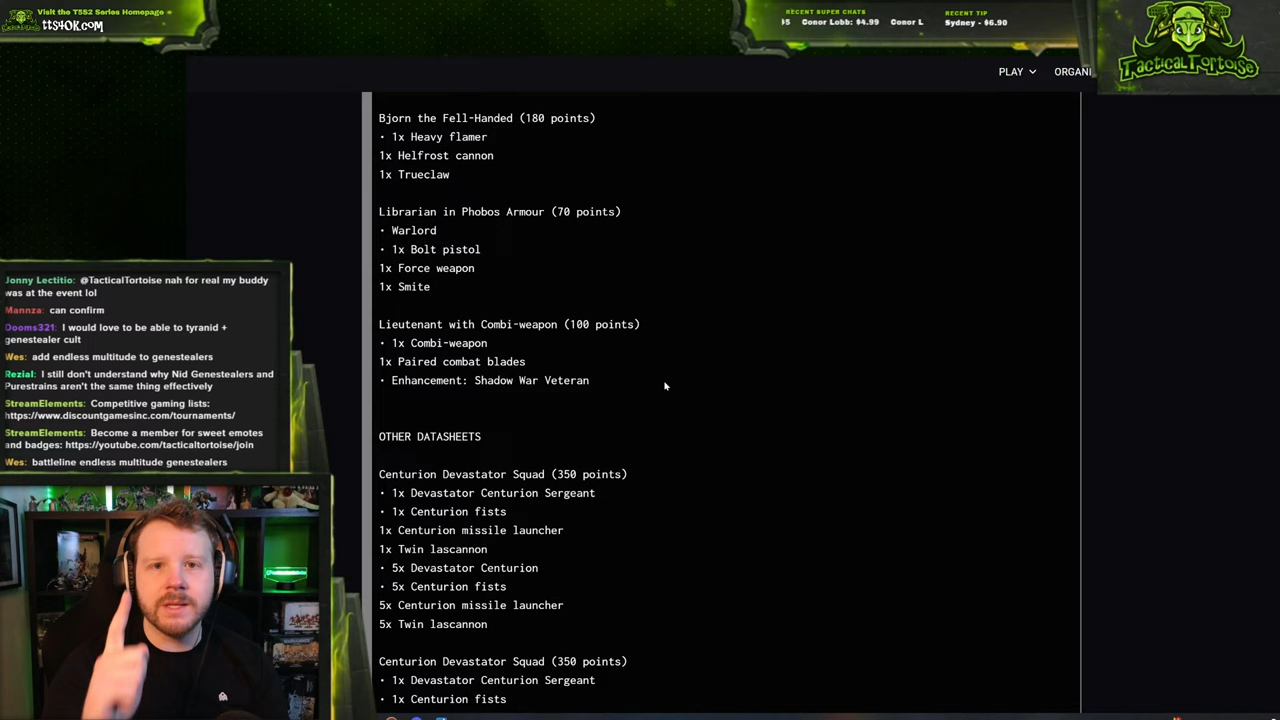 Visit the T5S2 Series Homepage
tts40k.com
RECENT SUPER CHATS
$5 Conor Lobb: $4.99 Conor L
RECENT TIP
Sydney - $6.90
TACTICALTORTOISE
PLAY
ORGANI
Bjorn the Fell-Handed (180 points)
• 1x Heavy flamer
1x Helfrost cannon
1x Trueclaw
Librarian in Phobos Armour (70 points)
• Warlord
• 1x Bolt pistol
1x Force weapon
1x Smite
Lieutenant with Combi-weapon (100 points)
• 1x Combi-weapon
1x Paired combat blades
• Enhancement: Shadow War Veteran
OTHER DATASHEETS
Centurion Devastator Squad (350 points)
• 1x Devastator Centurion Sergeant
• 1x Centurion fists
1x Centurion missile launcher
1x Twin lascannon
• 5x Devastator Centurion
• 5x Centurion fists
5x Centurion missile launcher
5x Twin lascannon
Centurion Devastator Squad (350 points)
• 1x Devastator Centurion Sergeant
• 1x Centurion fists
Jonny Lectitio: @TacticalTortoise nah for real my buddy
was at the event lol
Mannza: can confirm
Dooms321: I would love to be able to tyranid +
genestealer cult
Wes: add endless multitude to genestealers
Rezial: I still don't understand why Nid Genestealers and
Purestrains aren't the same thing effectively
StreamElements: Competitive gaming lists:
https://www.discountgamesinc.com/tournaments/
StreamElements: Become a member for sweet emotes
and badges: https://youtube.com/tacticaltortoise/join
Wes: battleline endless multitude genestealers